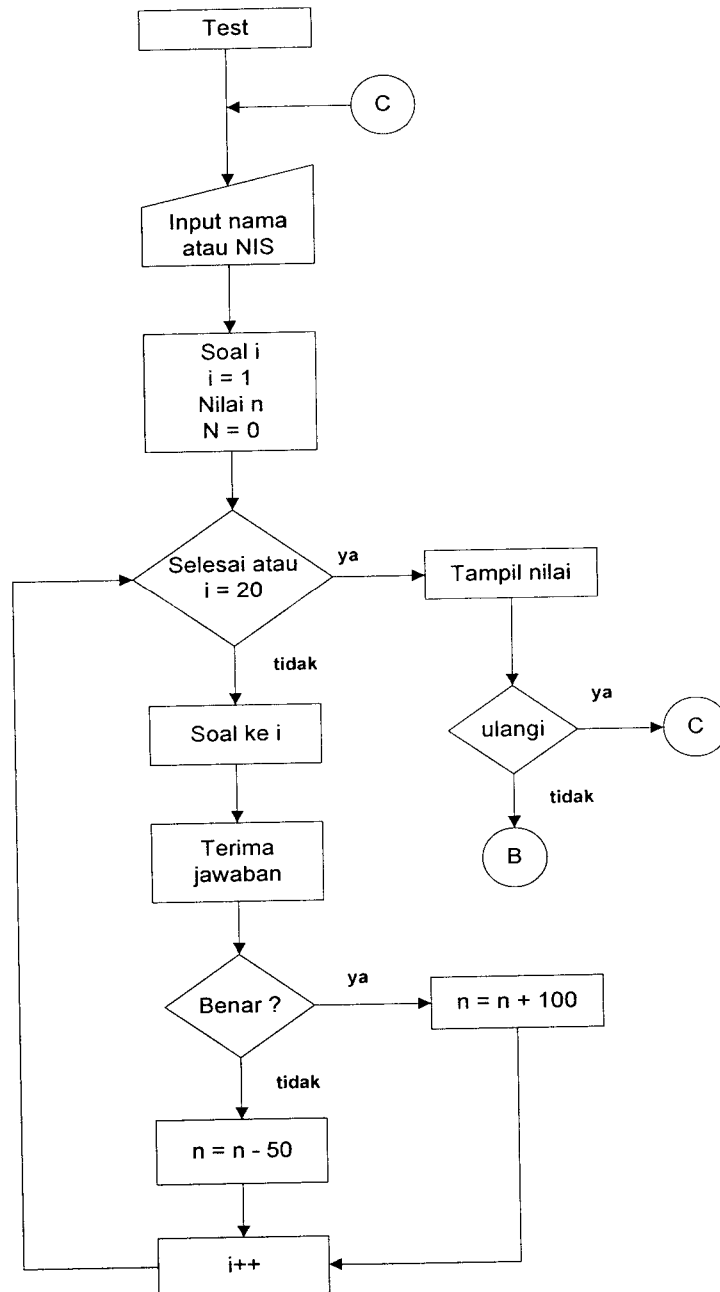 Test
C
Input nama
atau NIS
Soal i
i = 1
Nilai n
N = 0
Selesai atau
i = 20
ya
Tampil nilai
tidak
ulangi
ya
C
tidak
B
Soal ke i
Terima
jawaban
Benar ?
ya
n = n + 100
tidak
n = n - 50
i++